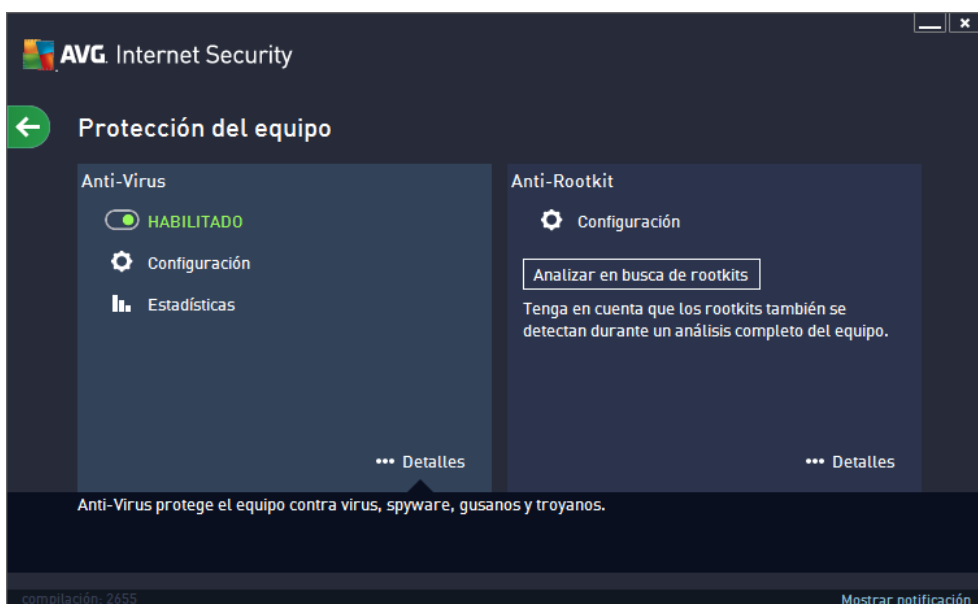 AVG. Internet Security
Protección del equipo
Anti-Virus
HABILITADO
Configuración
Estadísticas
••• Detalles
Anti-Rootkit
Configuración
Analizar en busca de rootkits
Tenga en cuenta que los rootkits también se
detectan durante un análisis completo del equipo.
••• Detalles
Anti-Virus protege el equipo contra virus, spyware, gusanos y troyanos.
compilación: 2655
Mostrar notificación